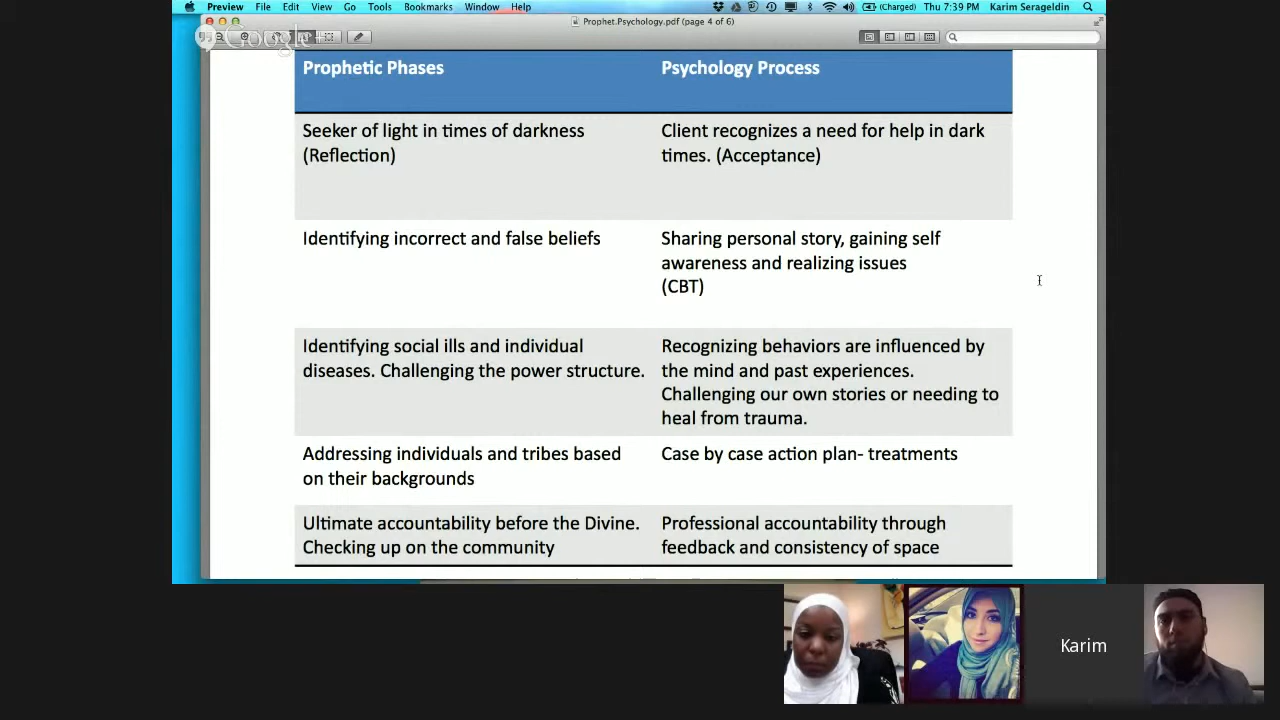 Preview File Edit View Go Tools Bookmarks Window Help
(Charged) Thu 7:39 PM Karim Serageldin
Prophet.Psychology.pdf (page 4 of 6)
Google+
Prophetic Phases
Psychology Process
Seeker of light in times of darkness
(Reflection)
Client recognizes a need for help in dark
times. (Acceptance)
Identifying incorrect and false beliefs
Sharing personal story, gaining self
awareness and realizing issues
(CBT)
Identifying social ills and individual
diseases. Challenging the power structure.
Recognizing behaviors are influenced by
the mind and past experiences.
Challenging our own stories or needing to
heal from trauma.
Addressing individuals and tribes based
on their backgrounds
Case by case action plan- treatments
Ultimate accountability before the Divine.
Checking up on the community
Professional accountability through
feedback and consistency of space
Karim